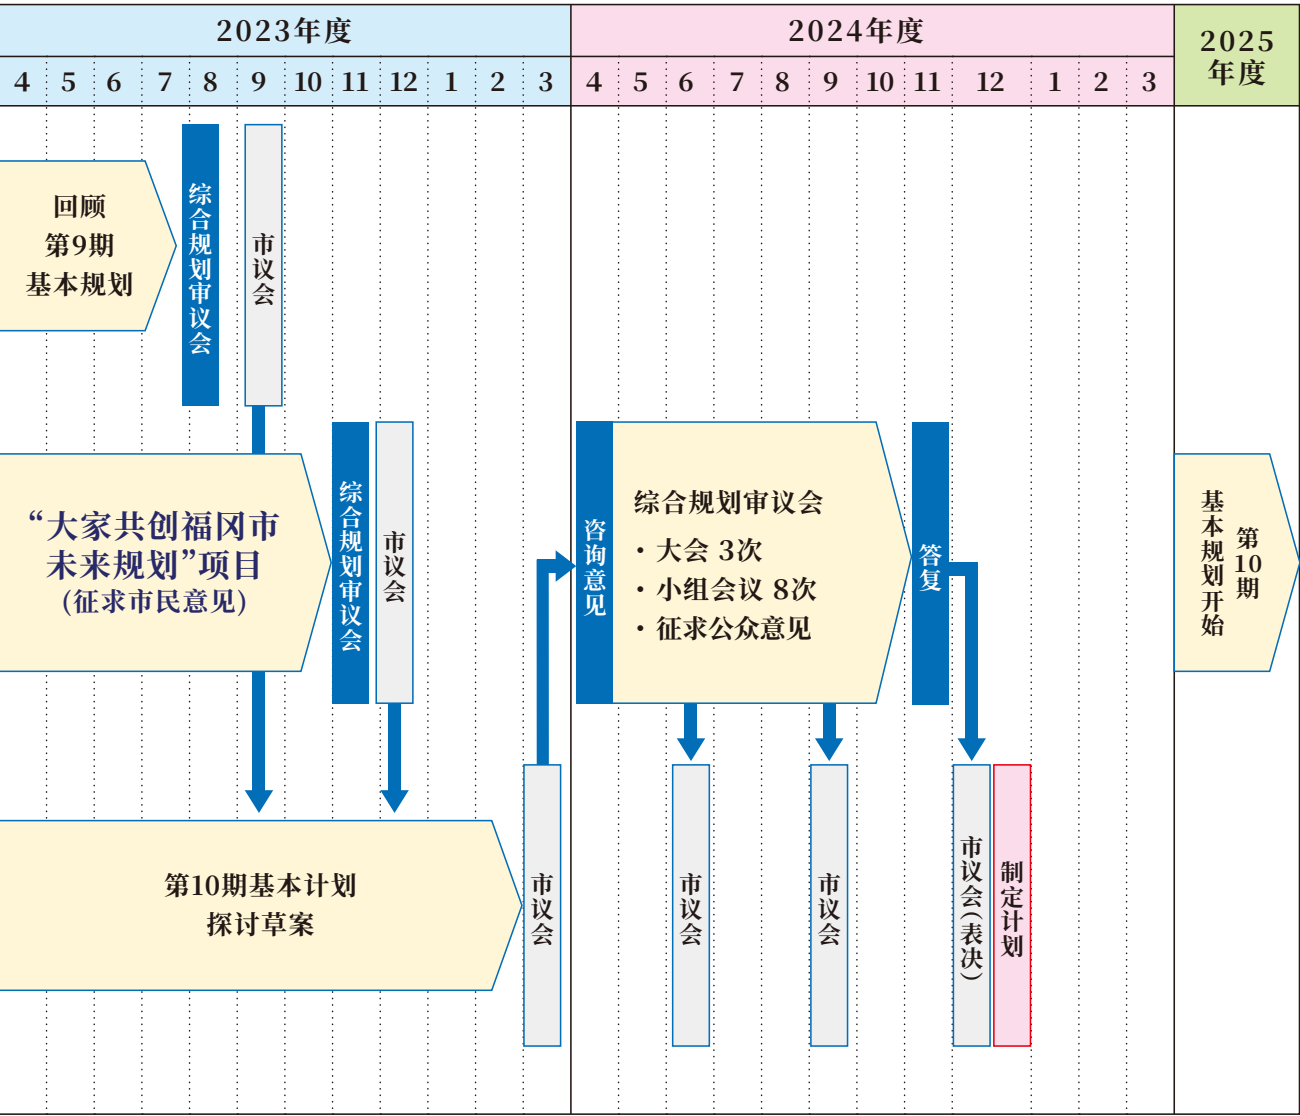 2023年度
2024年度
2025
年度
4 5 6 7 8 9 10 11 12 1 2 3
4 5 6 7 8 9 10 11 12 1 2 3
回顾
第9期
基本规划
综合规划审议会
市议会
“大家共创福冈市
未来规划”项目
(征求市民意见)
综合规划审议会
市议会
第10期基本计划
探讨草案
市议会
咨询意见
综合规划审议会
・大会 3次
・小组会议 8次
・征求公众意见
答复
市议会
市议会
市议会(表决)
制定计划
第10期
基本规划开始